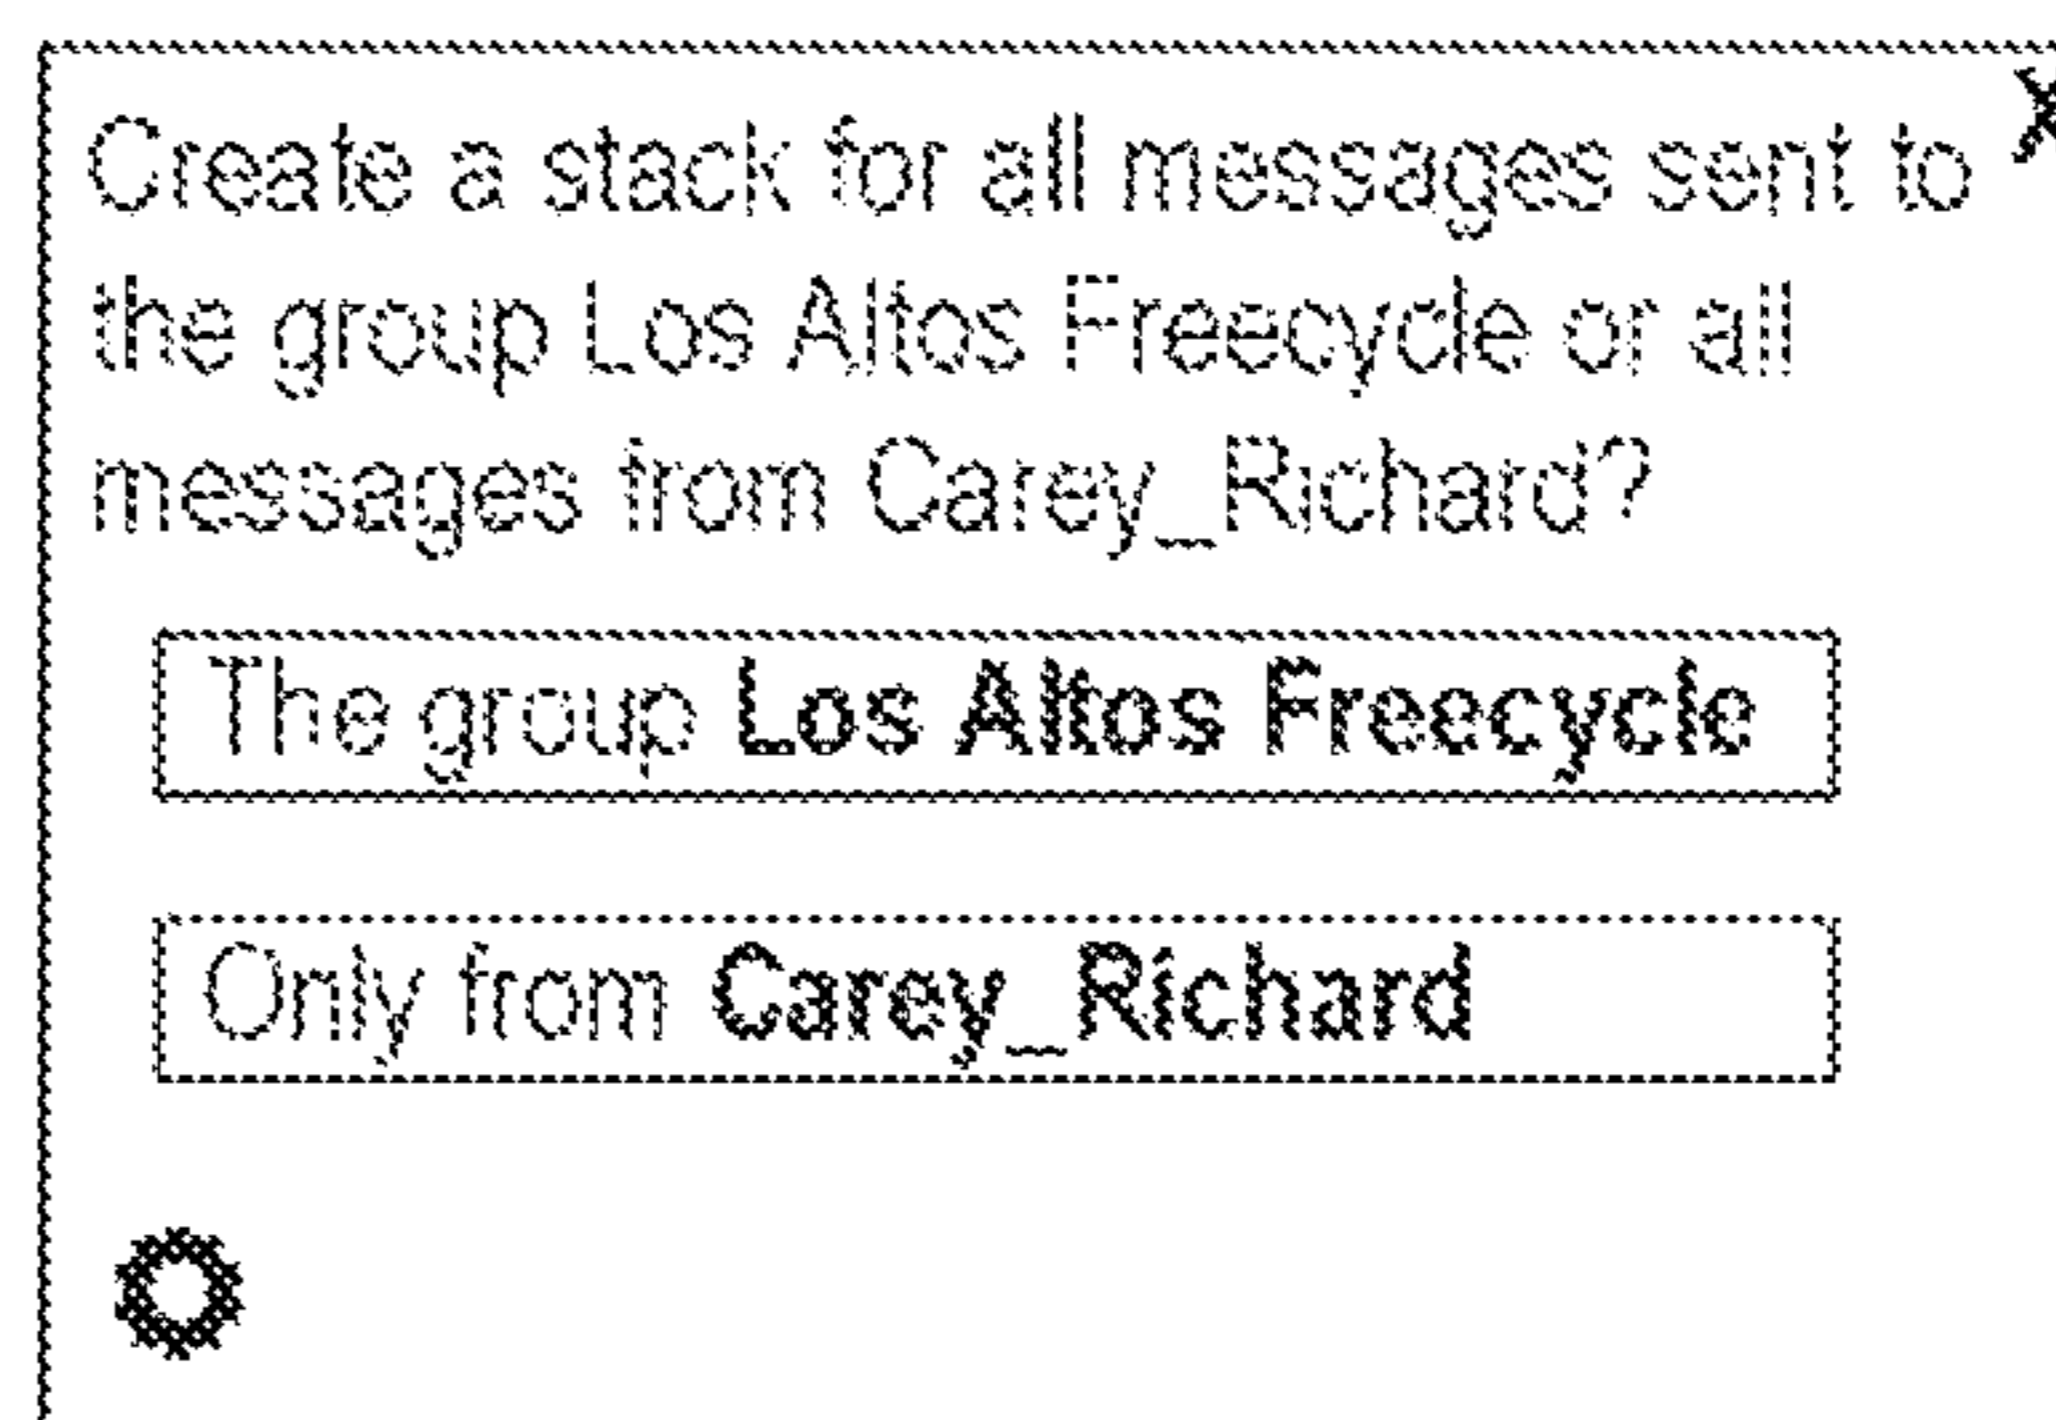 Create a stack for all messages sent to
the group Los Altos Freecycle or all
messages from Carey_Richard?
The group Los Altos Freecycle
Only from Carey_Richard